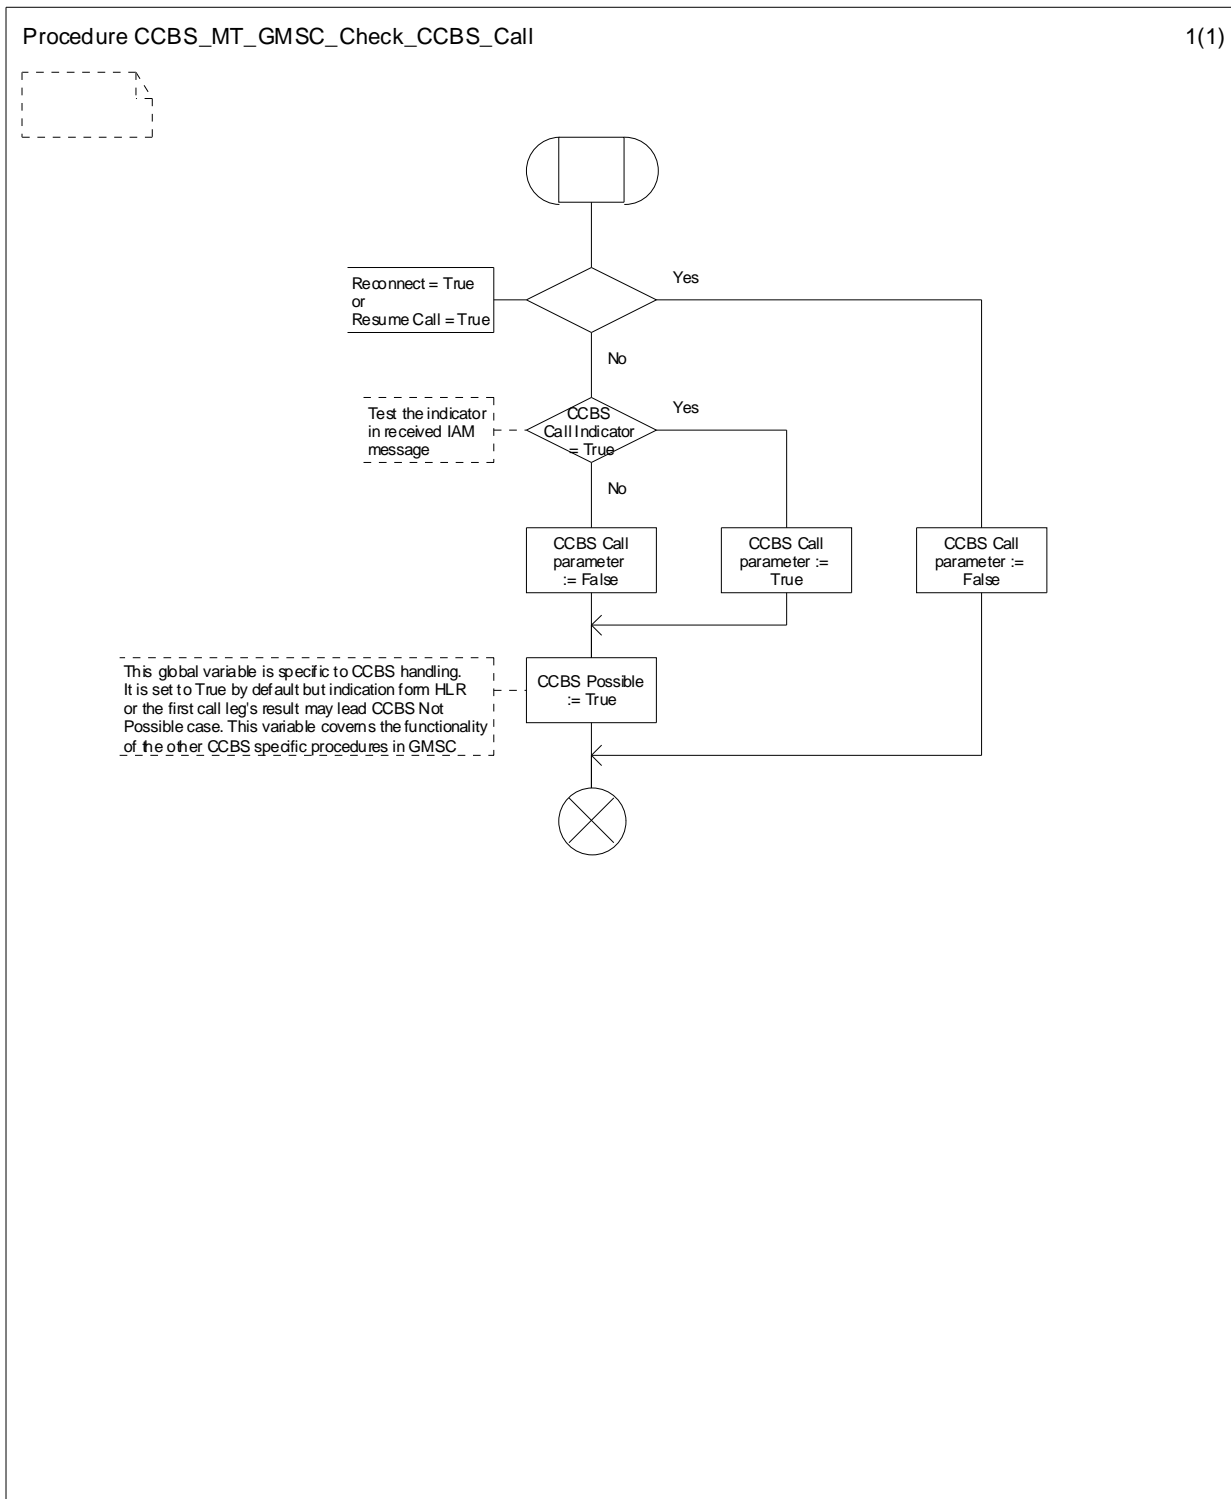 Procedure CCBS_MT_GMSC_Check_CCBS_Call
1(1)
Reconnect = True
or
Resume Call = True
Yes
No
Test the indicator
in received IAM
message
CCBS
Call Indicator
= True
Yes
No
CCBS Call
parameter
:= False
CCBS Call
parameter :=
True
CCBS Call
parameter :=
False
This global variable is specific to CCBS handling.
It is set to True by default but indication form HLR
or the first call leg's result may lead CCBS Not
Possible case. This variable covers the functionality
of the other CCBS specific procedures in GMSC
CCBS Possible
:= True